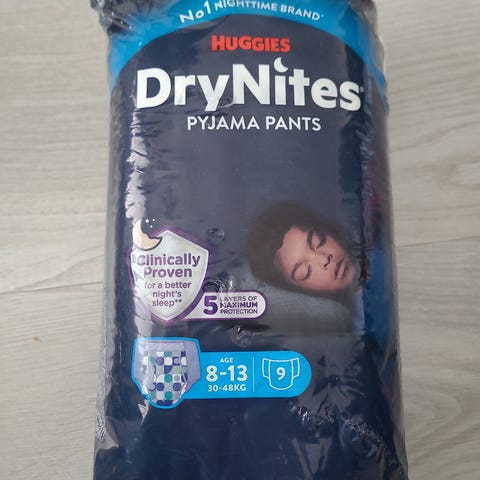 No1 NIGHTTIME BRAND*
HUGGIES
DryNites®
PYJAMA PANTS
Clinically
Proven
for a better
night's
sleep**
5 LAYERS OF
MAXIMUM
PROTECTION
AGE
8-13
30-48KG
9